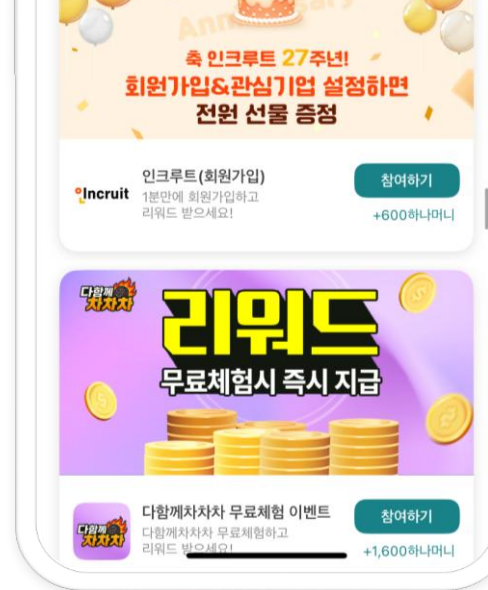 Anniversary
축 인크루트 27주년!
회원가입&관심기업 설정하면
전원 선물 증정
Incruit
인크루트(회원가입)
1분만에 회원가입하고
리워드 받으세요!
참여하기
+600하나머니
다함께
차차차
리워드
무료체험시 즉시 지급
다함께
차차차
다함께차차차 무료체험 이벤트
다함께차차차 무료체험하고
리워드 받으세요!
참여하기
+1,600하나머니